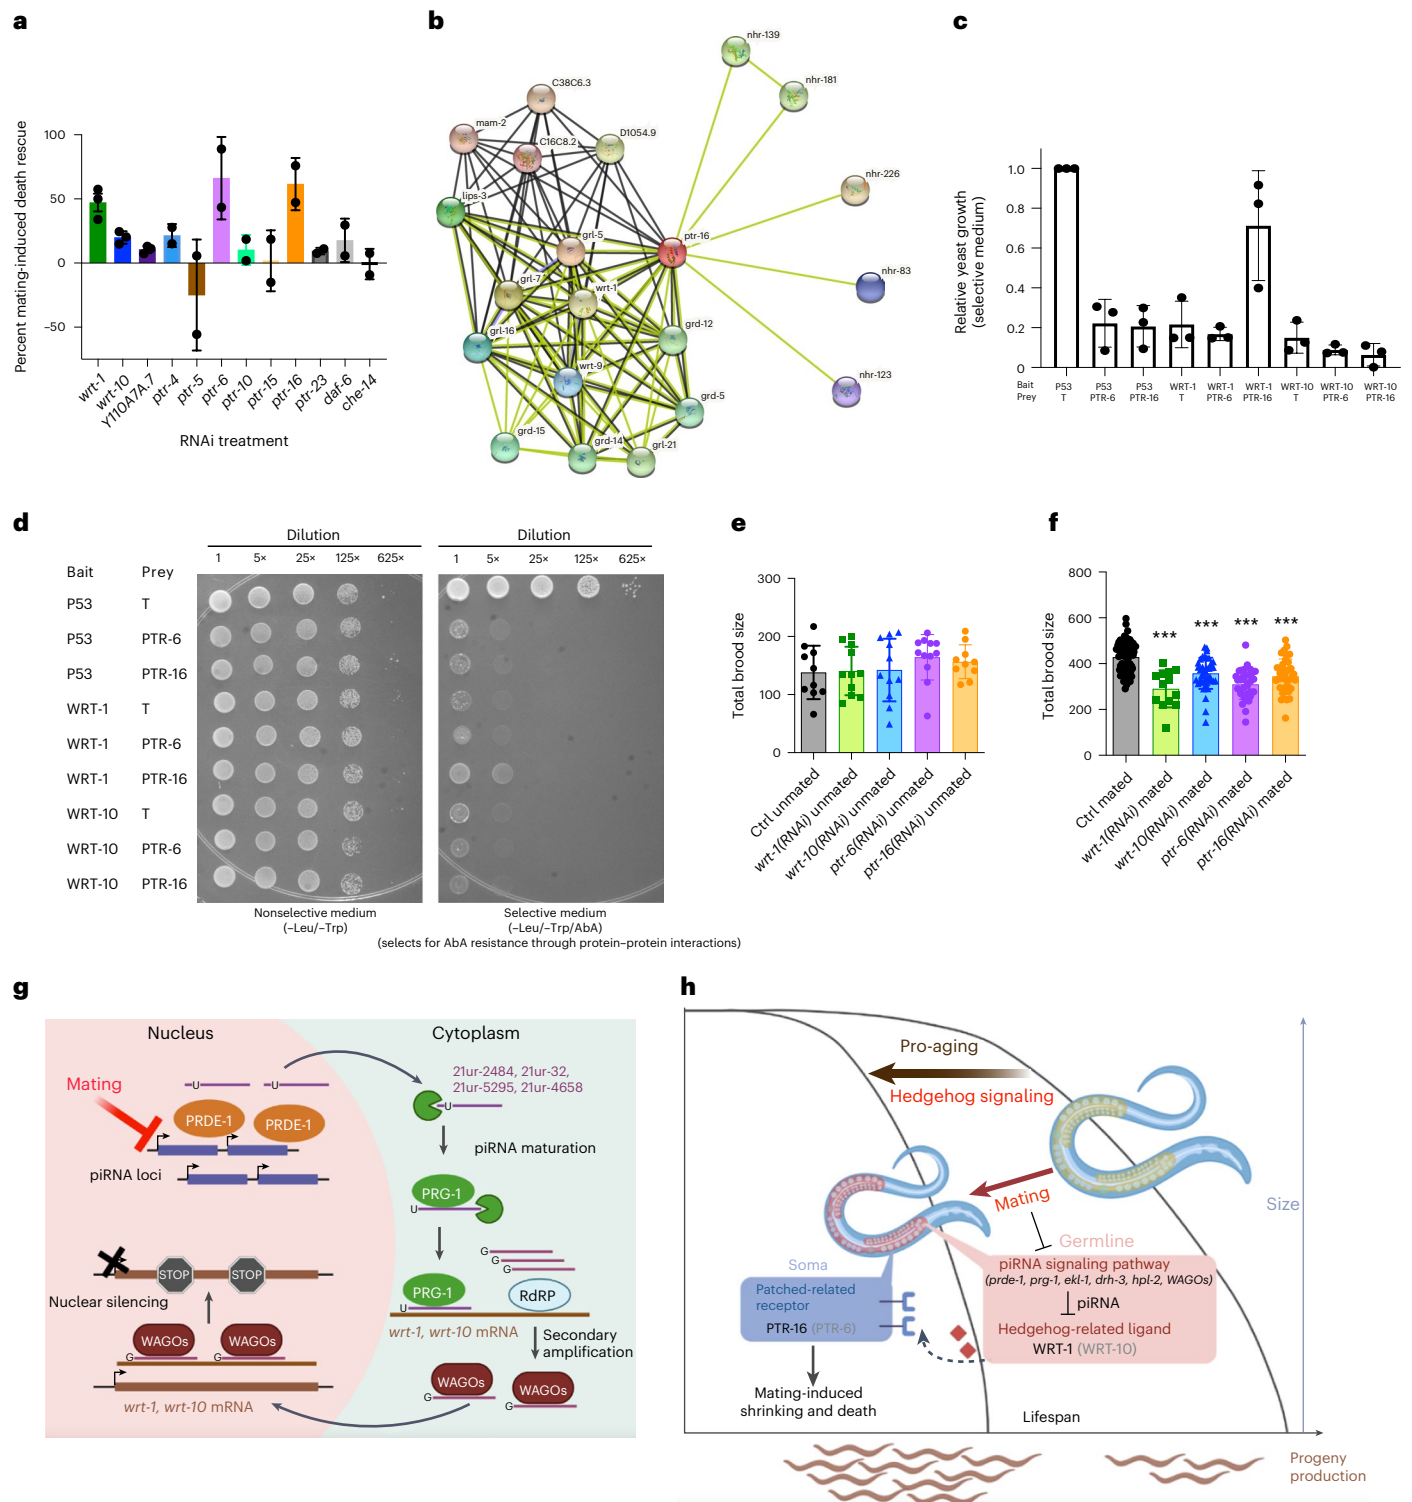 a
Percent mating-induced death rescue
100
50
0
−50
wrt-1
wrt-10
Y110A7A.7
ptr-4
ptr-5
ptr-6
ptr-10
ptr-15
ptr-16
ptr-23
daf-6
che-14
RNAi treatment
b
nhr-139
nhr-181
C38C6.3
mam-2
D1054.9
C16C8.2
nhr-226
lips-3
grl-5
ptr-16
grl-7
wrt-1
nhr-83
grl-16
grd-12
wrt-9
nhr-123
grd-5
grd-15
grd-14
grl-21
c
Relative yeast growth
(selective medium)
1.0
0.8
0.6
0.4
0.2
0
Bait P53 P53 P53 WRT-1 WRT-1 WRT-1 WRT-10 WRT-10 WRT-10
Prey T PTR-6 PTR-16 T PTR-6 PTR-16 T PTR-6 PTR-16
d
Dilution Dilution
1 5× 25× 125× 625× 1 5× 25× 125× 625×
Bait Prey
P53 T
P53 PTR-6
P53 PTR-16
WRT-1 T
WRT-1 PTR-6
WRT-1 PTR-16
WRT-10 T
WRT-10 PTR-6
WRT-10 PTR-16
Nonselective medium
(−Leu/−Trp)
Selective medium
(−Leu/−Trp/AbA)
(selects for AbA resistance through protein–protein interactions)
e
Total brood size
300
200
100
0
Ctrl unmated
wrt-1(RNAi) unmated
wrt-10(RNAi) unmated
ptr-6(RNAi) unmated
ptr-16(RNAi) unmated
f
Total brood size
800
600
400
200
0
*** *** *** ***
Ctrl mated
wrt-1(RNAi) mated
wrt-10(RNAi) mated
ptr-6(RNAi) mated
ptr-16(RNAi) mated
g
Nucleus
Cytoplasm
Mating
U U
PRDE-1 PRDE-1
piRNA loci
21ur-2484, 21ur-32,
21ur-5295, 21ur-4658
U
piRNA maturation
PRG-1
U
G
G
G
PRG-1
RdRP
U
wrt-1, wrt-10 mRNA
Secondary
amplification
WAGOs
G
WAGOs
G
STOP STOP
Nuclear silencing
WAGOs WAGOs
G G
wrt-1, wrt-10 mRNA
h
Pro-aging
Hedgehog signaling
Mating
Size
Germline
piRNA signaling pathway
(prde-1, prg-1, ekl-1, drh-3, hpl-2, WAGOs)
piRNA
Hedgehog-related ligand
WRT-1 (WRT-10)
Soma
Patched-related
receptor
PTR-16 (PTR-6)
Mating-induced
shrinking and death
Lifespan
Progeny
production